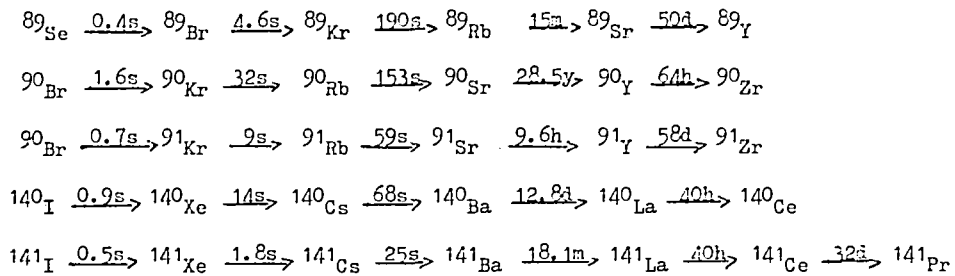 89Se 0.4s 89Br 4.6s 89Kr 190s 89Rb 15m 89Sr 50d 89Y
90Br 1.6s 90Kr 32s 90Rb 153s 90Sr 28.5y 90Y 64h 90Zr
90Br 0.7s 91Kr 9s 91Rb 59s 91Sr 9.6h 91Y 58d 91Zr
140I 0.9s 140Xe 14s 140Cs 68s 140Ba 12.8d 140La 40h 140Ce
141I 0.5s 141Xe 1.8s 141Cs 25s 141Ba 18.1m 141La 40h 141Ce 32d 141Pr